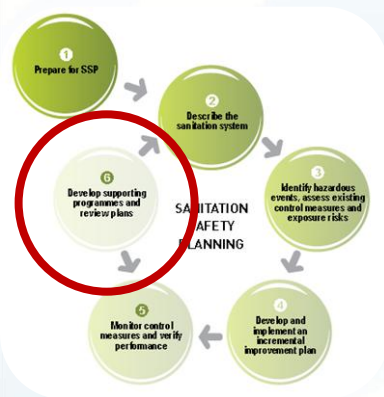 1
Prepare for SSP
2
Describe the
sanitation system
3
Identify hazardous
events, assess existing
control measures and
exposure risks
4
Develop and
implement an
incremental
improvement plan
5
Monitor control
measures and verify
performance
6
Develop supporting
programmes and
review plans
SANITATION
AFETY
LANNING